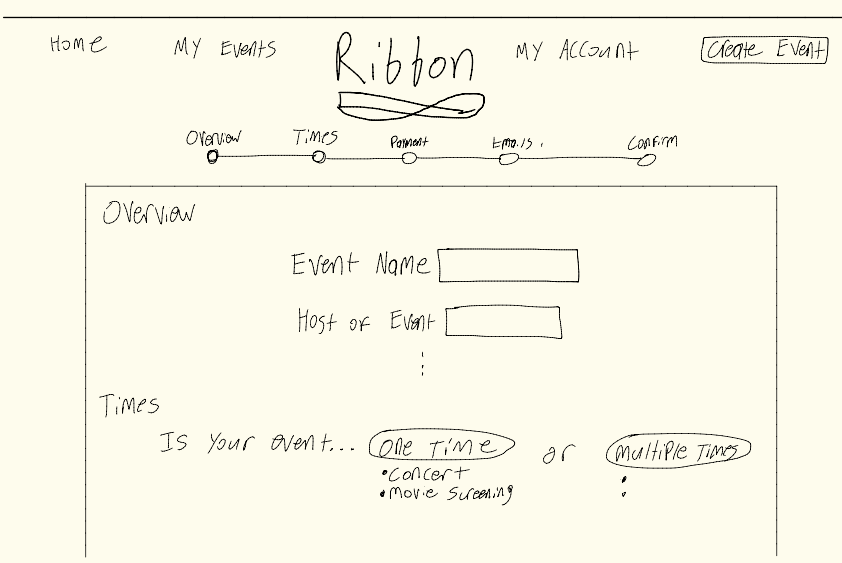 Home My Events Ribbon My Account Create Event
Overview Times Payment Emails Confirm
Overview
Event Name
Host of Event
Times
Is your event... One Time or Multiple Times
• Concert
• Movie Screening